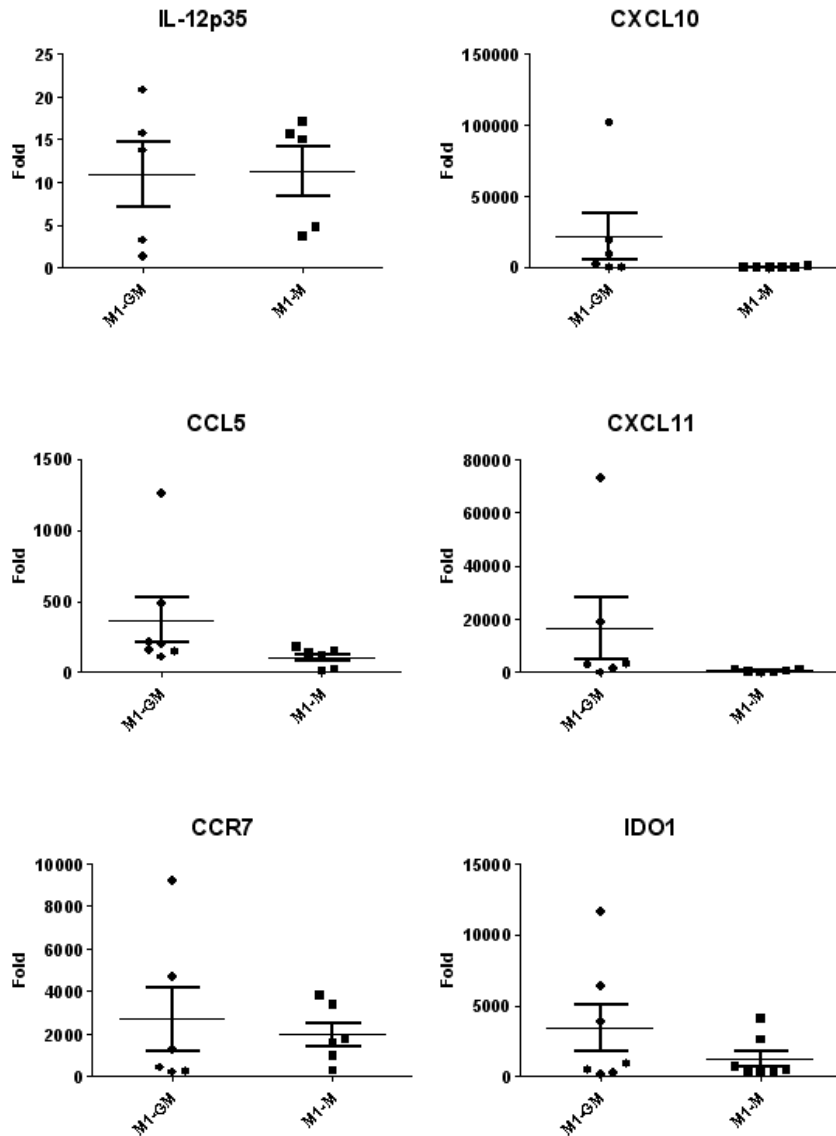 IL-12p35
25
20
15
10
5
0
Fold
M1-GM
M1-M
CXCL10
150000
100000
50000
0
Fold
M1-GM
M1-M
CCL5
1500
1000
500
0
Fold
M1-GM
M1-M
CXCL11
80000
60000
40000
20000
0
Fold
M1-GM
M1-M
CCR7
10000
8000
6000
4000
2000
0
Fold
M1-GM
M1-M
IDO1
15000
10000
5000
0
Fold
M1-GM
M1-M